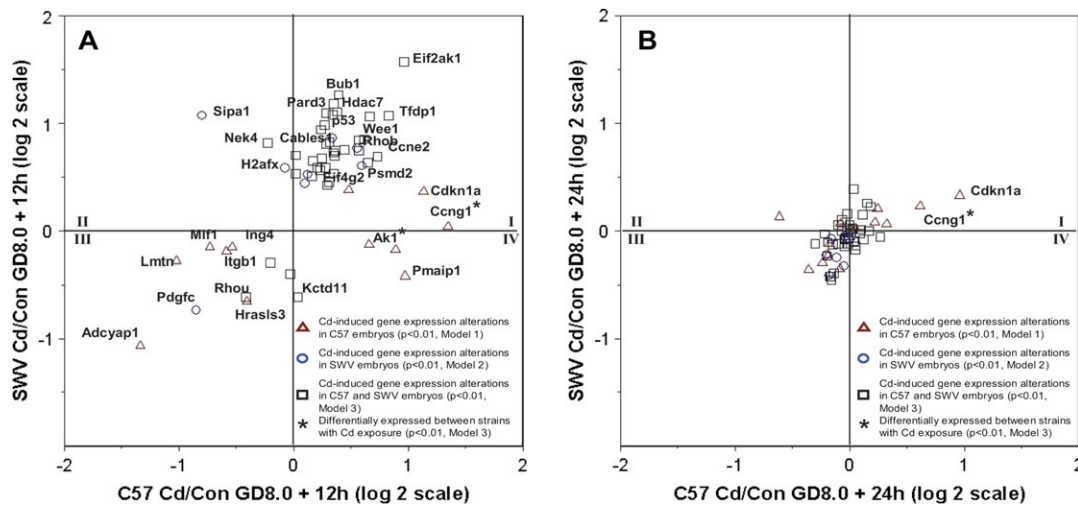 A
SWV Cd/Con GD8.0 + 12h (log 2 scale)
2
1
0
-1
-2
Eif2ak1
Bub1
Pard3 Hdac7
Tfdp1
Sipa1
p53
Wee1
Nek4
Cables1
Rhob
Ccne2
H2afx
Eif4g2
Psmd2
Cdkn1a
Ccng1*
II
I
III
IV
Mlf1
Ing4
Ak1*
Lmtn
Itgb1
Pmaip1
Pdgfc
Rhou
Kctd11
Hrasls3
Adcyap1
Cd-induced gene expression alterations
in C57 embryos (p<0.01, Model 1)
Cd-induced gene expression alterations
in SWV embryos (p<0.01, Model 2)
Cd-induced gene expression alterations
in C57 and SWV embryos (p<0.01,
Model 3)
* Differentially expressed between strains
with Cd exposure (p<0.01, Model 3)
-2 -1 0 1 2
C57 Cd/Con GD8.0 + 12h (log 2 scale)
B
SWV Cd/Con GD8.0 + 24h (log 2 scale)
2
1
0
-1
-2
Cdkn1a
Ccng1*
II
I
III
IV
Cd-induced gene expression alterations
in C57 embryos (p<0.01, Model 1)
Cd-induced gene expression alterations
in SWV embryos (p<0.01, Model 2)
Cd-induced gene expression alterations
in C57 and SWV embryos (p<0.01,
Model 3)
* Differentially expressed between strains
with Cd exposure (p<0.01, Model 3)
-2 -1 0 1 2
C57 Cd/Con GD8.0 + 24h (log 2 scale)